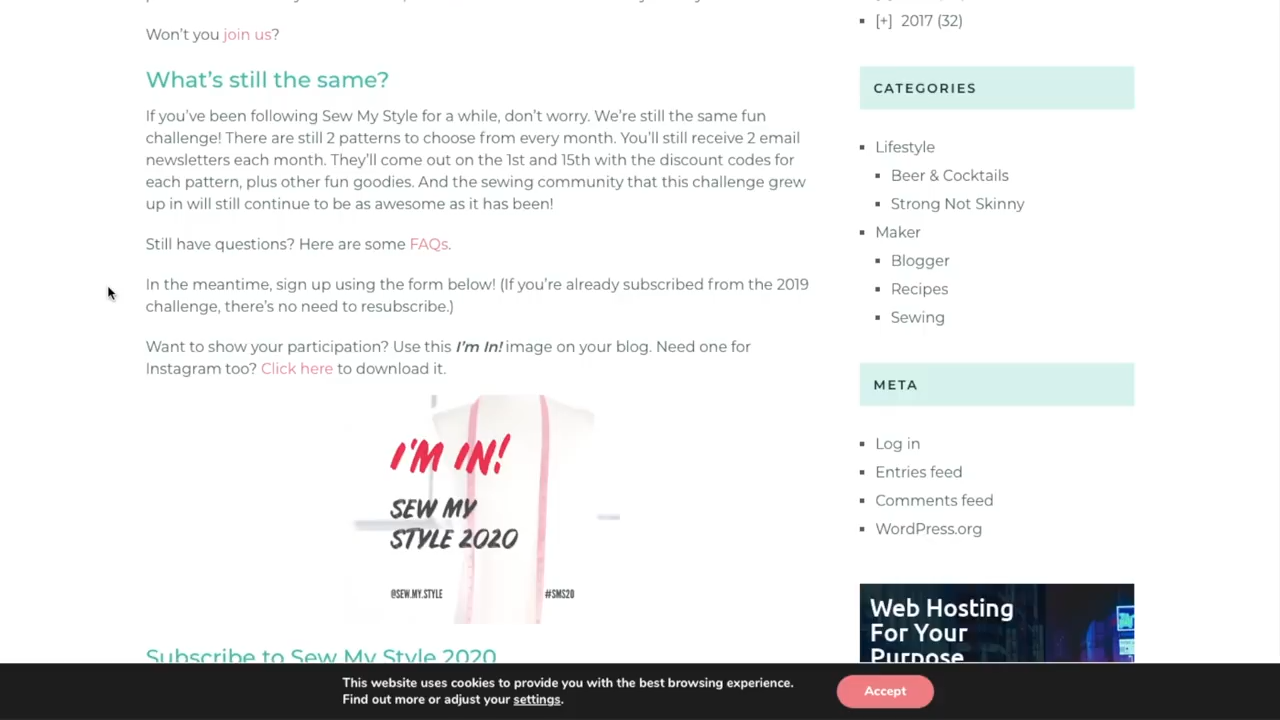 Won't you join us?
What's still the same?
If you've been following Sew My Style for a while, don't worry. We're still the same fun
challenge! There are still 2 patterns to choose from every month. You'll still receive 2 email
newsletters each month. They'll come out on the 1st and 15th with the discount codes for
each pattern, plus other fun goodies. And the sewing community that this challenge grew
up in will still continue to be as awesome as it has been!
Still have questions? Here are some FAQs.
In the meantime, sign up using the form below! (If you're already subscribed from the 2019
challenge, there's no need to resubscribe.)
Want to show your participation? Use this I'm In! image on your blog. Need one for
Instagram too? Click here to download it.
I'M IN!
SEW MY
STYLE 2020
@SEW.MY.STYLE #SMS20
Subscribe to Sew My Style 2020
[+] 2017 (32)
CATEGORIES
Lifestyle
Beer & Cocktails
Strong Not Skinny
Maker
Blogger
Recipes
Sewing
META
Log in
Entries feed
Comments feed
WordPress.org
Web Hosting
For Your
Purpose
This website uses cookies to provide you with the best browsing experience.
Find out more or adjust your settings.
Accept